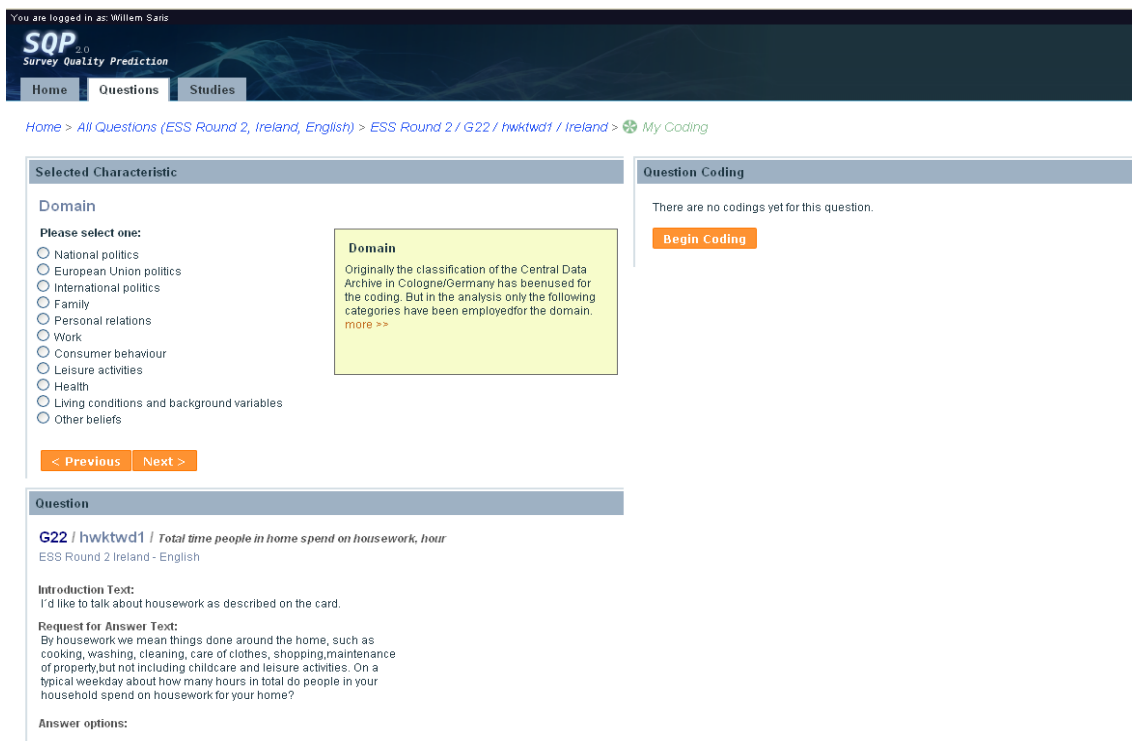 You are logged in as: Willem Saris
SQP 2.0
Survey Quality Prediction
Home Questions Studies
Home > All Questions (ESS Round 2, Ireland, English) > ESS Round 2 / G22 / hwktwd1 / Ireland > My Coding
Selected Characteristic
Domain
Please select one:
National politics
European Union politics
International politics
Family
Personal relations
Work
Consumer behaviour
Leisure activities
Health
Living conditions and background variables
Other beliefs
Domain
Originally the classification of the Central Data
Archive in Cologne/Germany has beenused for
the coding. But in the analysis only the following
categories have been employedfor the domain.
more >>
< Previous Next >
Question Coding
There are no codings yet for this question.
Begin Coding
Question
G22 / hwktwd1 / Total time people in home spend on housework, hour
ESS Round 2 Ireland - English
Introduction Text:
I´d like to talk about housework as described on the card.
Request for Answer Text:
By housework we mean things done around the home, such as
cooking, washing, cleaning, care of clothes, shopping,maintenance
of property,but not including childcare and leisure activities. On a
typical weekday about how many hours in total do people in your
household spend on housework for your home?
Answer options: